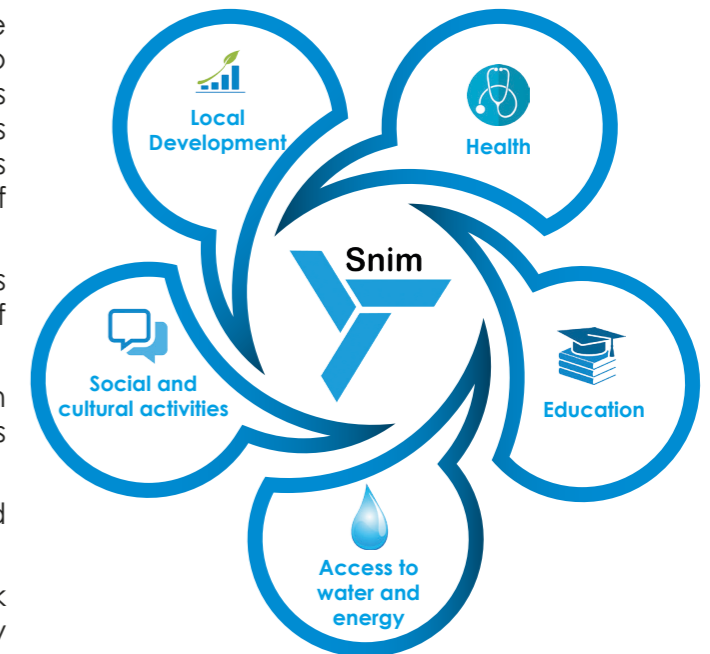 Local
Development
Health
Snim
Social and
cultural activities
Education
Access to
water and
energy